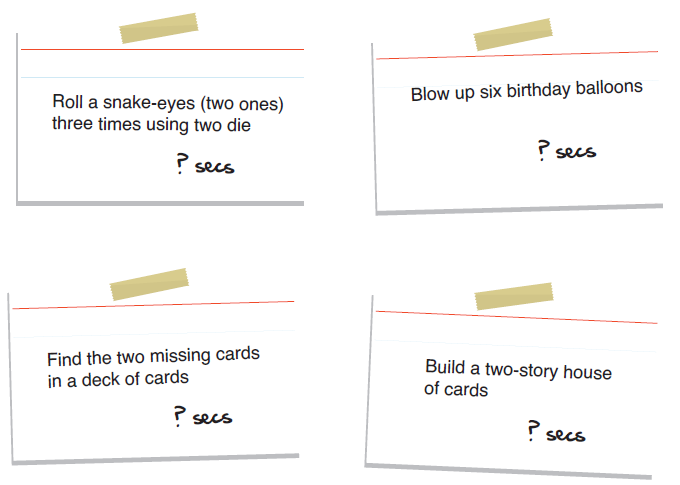 Roll a snake-eyes (two ones)
three times using two die
? secs
Blow up six birthday balloons
? secs
Find the two missing cards
in a deck of cards
? secs
Build a two-story house
of cards
? secs